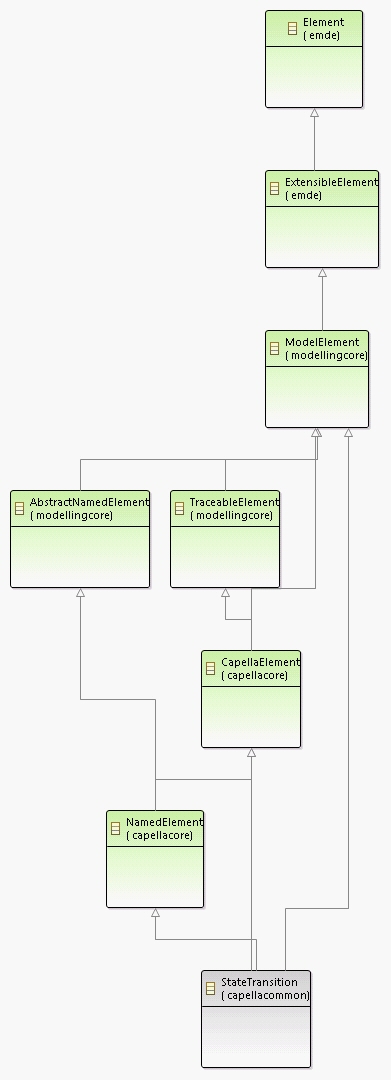 Element
( emde)
ExtensibleElement
( emde)
ModelElement
( modellingcore)
AbstractNamedElement
( modellingcore)
TraceableElement
( modellingcore)
CapellaElement
( capellacore)
NamedElement
( capellacore)
StateTransition
( capellacommon)